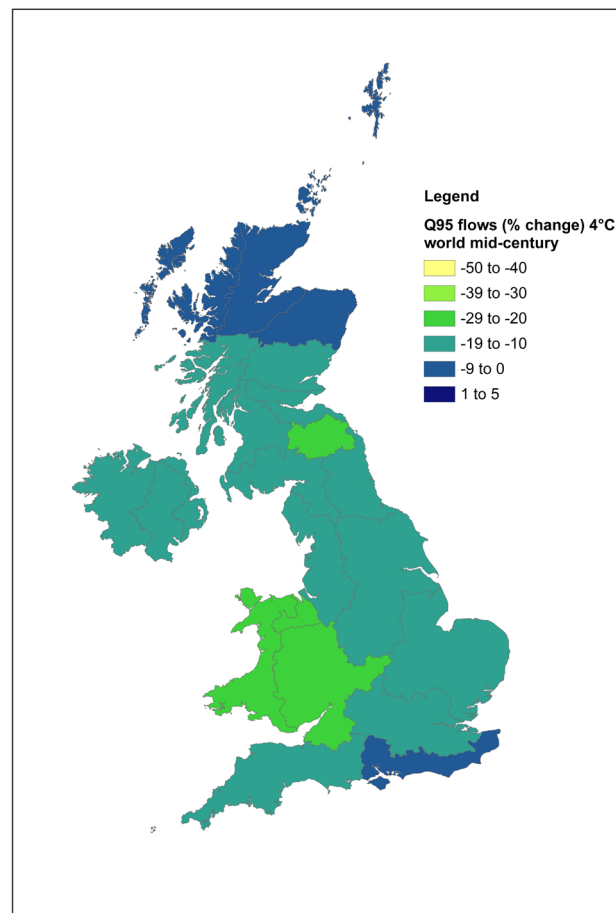 Legend
Q95 flows (% change) 4°C
world mid-century
-50 to -40
-39 to -30
-29 to -20
-19 to -10
-9 to 0
1 to 5